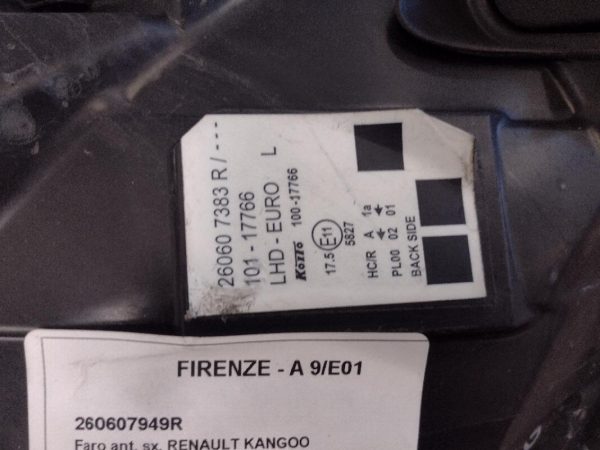 26060 7383 R / ---
101 - 17766
LHD - EURO L
Koito 100-17766
17.5 E11 5827
HC/R A 1a
PL00 02 01
BACK SIDE
FIRENZE - A 9/E01
260607949R
Faro ant. sx. RENAULT KANGOO